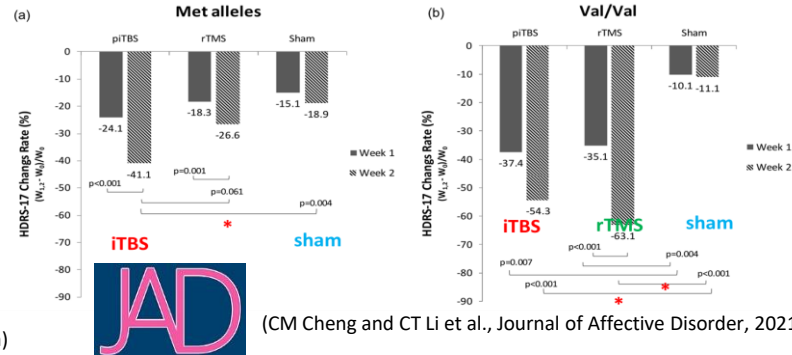 (a)
Met alleles
piTBS rTMS Sham
0
-10
-20
-30
-40
-50
-60
-70
-80
-90
HDRS-17 Changs Rate (%)
(W1,2 - W0)/W0
-24.1
-41.1
-18.3
-26.6
-15.1
-18.9
Week 1
Week 2
p<0.001
p=0.001
p=0.061
p=0.004
*
iTBS
sham
(b)
Val/Val
piTBS rTMS Sham
0
-10
-20
-30
-40
-50
-60
-70
-80
-90
HDRS-17 Changs Rate (%)
(W1,2 - W0)/W0
-37.4
-54.3
-35.1
-63.1
-10.1
-11.1
Week 1
Week 2
iTBS rTMS sham
p<0.001
p=0.007
p=0.004
p<0.001
p<0.001
*
*
JAD
(CM Cheng and CT Li et al., Journal of Affective Disorder, 2021